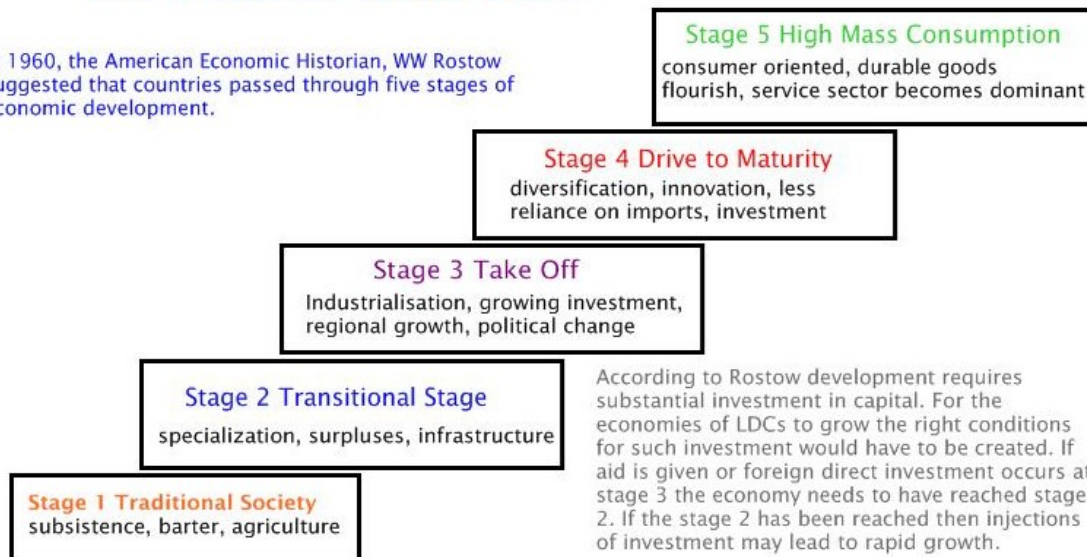 1960, the American Economic Historian, WW Rostow
uggested that countries passed through five stages of
conomic development.
Stage 5 High Mass Consumption
consumer oriented, durable goods
flourish, service sector becomes dominant
Stage 4 Drive to Maturity
diversification, innovation, less
reliance on imports, investment
Stage 3 Take Off
Industrialisation, growing investment,
regional growth, political change
Stage 2 Transitional Stage
specialization, surpluses, infrastructure
Stage 1 Traditional Society
subsistence, barter, agriculture
According to Rostow development requires
substantial investment in capital. For the
economies of LDCs to grow the right conditions
for such investment would have to be created. If
aid is given or foreign direct investment occurs at
stage 3 the economy needs to have reached stage
2. If the stage 2 has been reached then injections
of investment may lead to rapid growth.